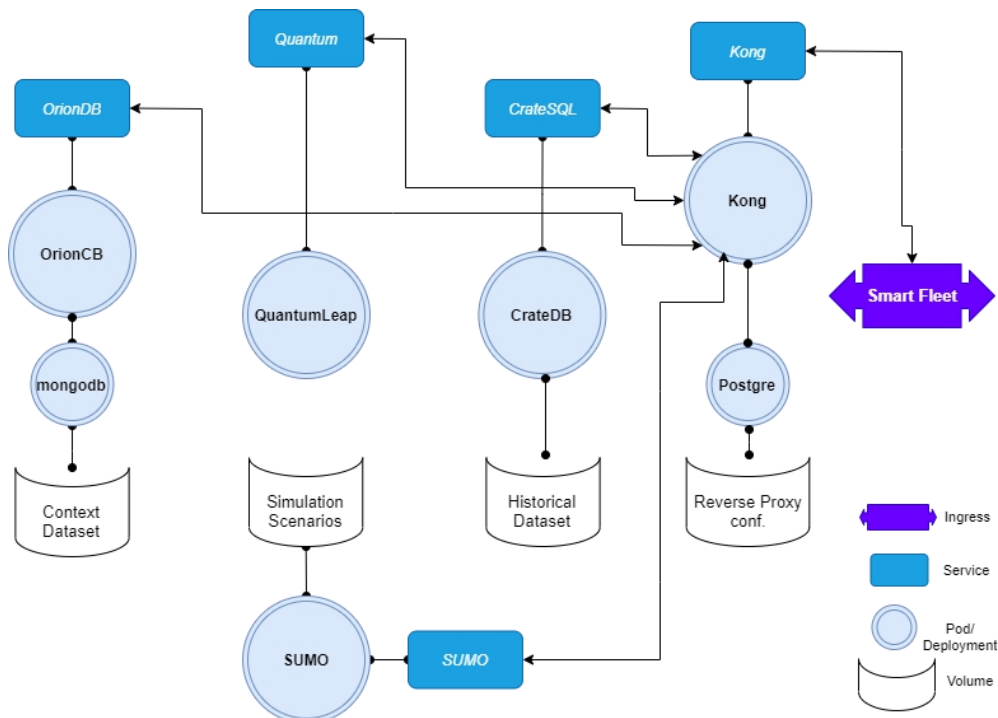 Quantum
Kong
OrionDB
CrateSQL
Kong
OrionCB
QuantumLeap
CrateDB
Smart Fleet
mongodb
Postgre
Context
Dataset
Simulation
Scenarios
Historical
Dataset
Reverse Proxy
conf.
Ingress
Service
Pod/
Deployment
Volume
SUMO
SUMO